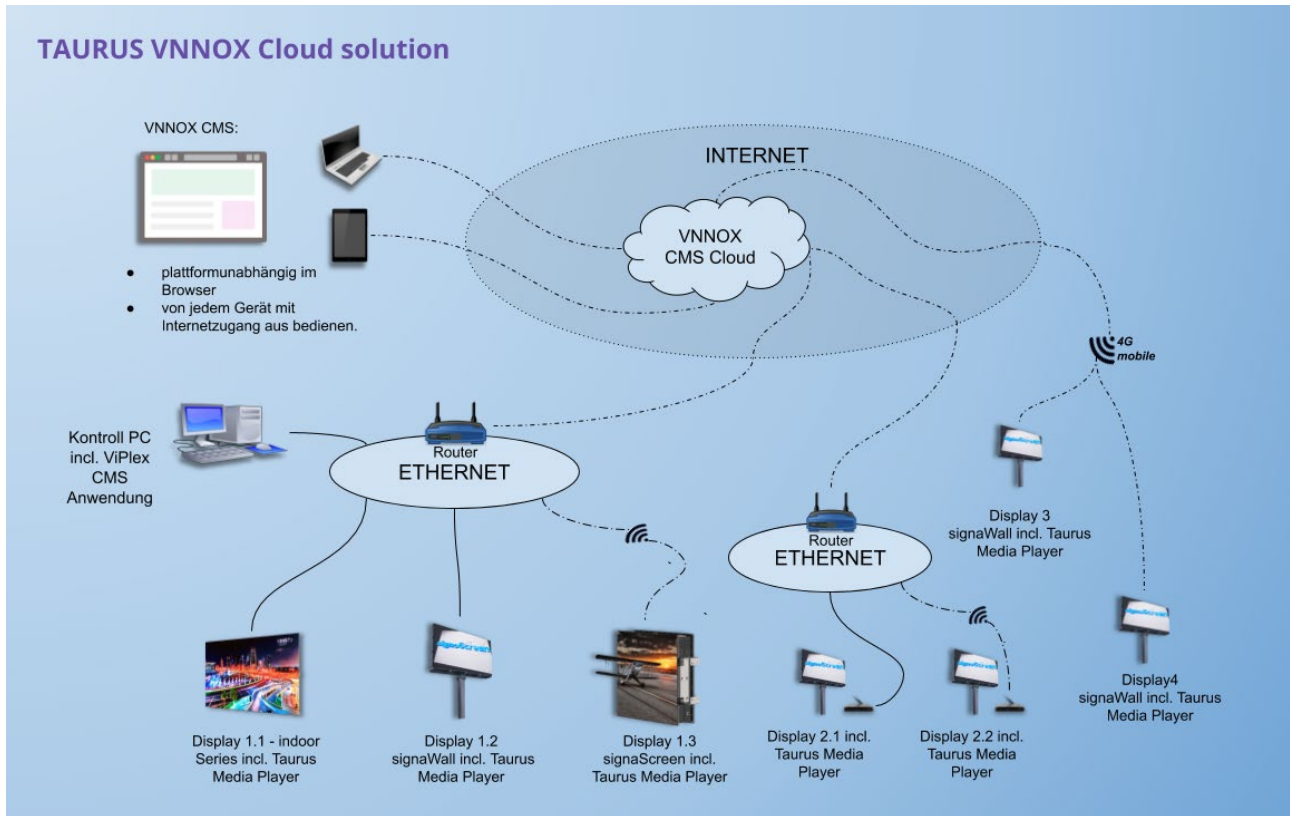 TAURUS VNNOX Cloud solution
VNNOX CMS:
plattformunabhängig im
Browser
von jedem Gerät mit
Internetzugang aus bedienen.
INTERNET
VNNOX
CMS Cloud
4G
mobile
Kontroll PC
incl. ViPlex
CMS
Anwendung
Router
ETHERNET
Router
ETHERNET
Display 3
signaWall incl. Taurus
Media Player
Display4
signaWall incl. Taurus
Media Player
Display 1.1 - indoor
Series incl. Taurus
Media Player
Display 1.2
signaWall incl. Taurus
Media Player
Display 1.3
signaScreen incl.
Taurus Media Player
Display 2.1 incl.
Taurus Media
Player
Display 2.2 incl.
Taurus Media
Player